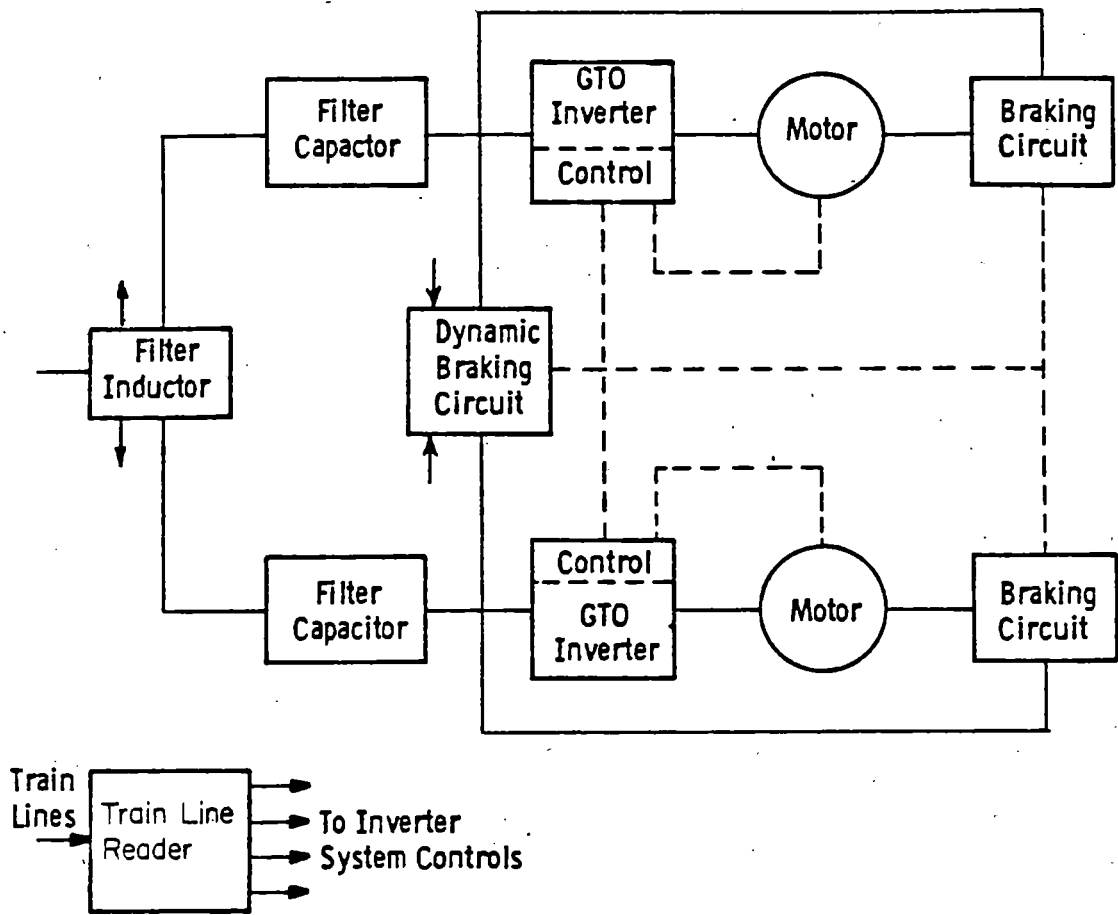 Filter
Capactor
GTO
Inverter
Control
Motor
Braking
Circuit
Filter
Inductor
Dynamic
Braking
Circuit
Filter
Capacitor
Control
GTO
Inverter
Motor
Braking
Circuit
Train
Lines
Train Line
Reader
To Inverter
System Controls